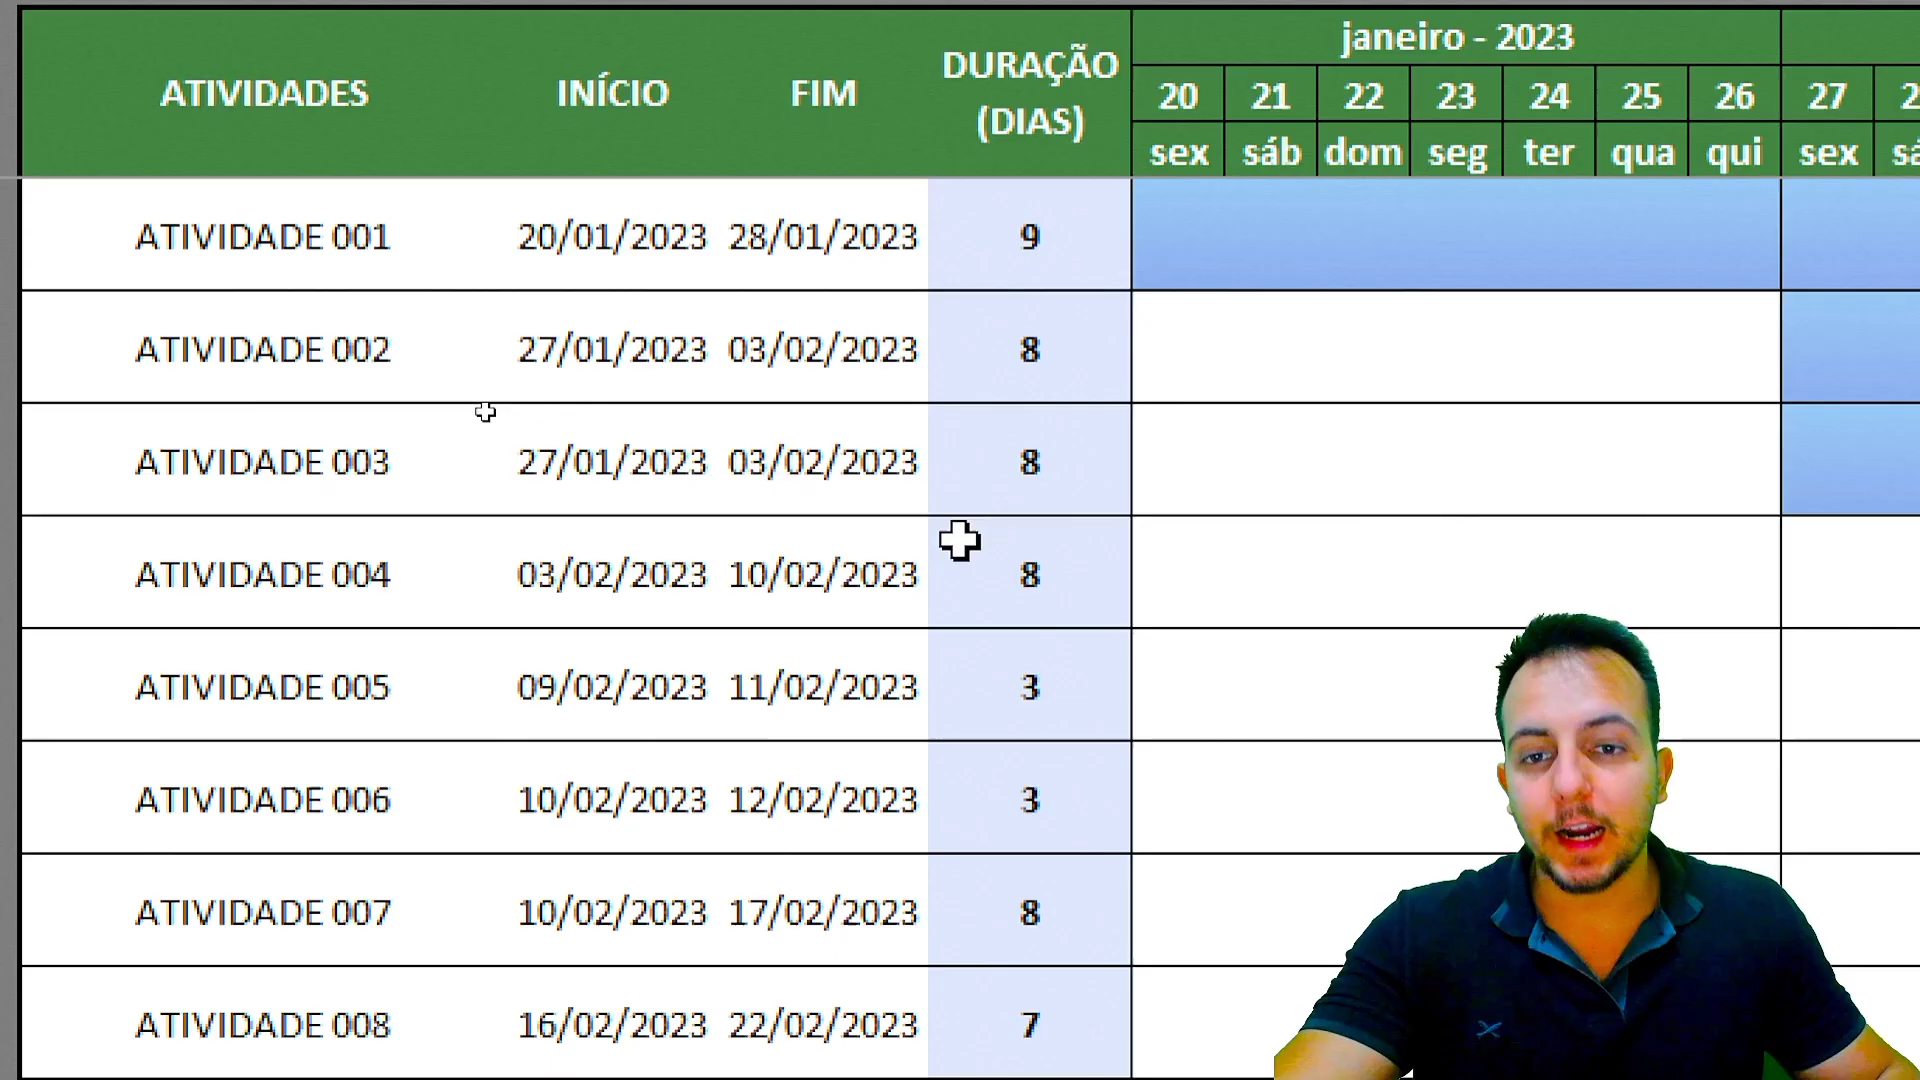 janeiro - 2023
ATIVIDADES INÍCIO FIM DURAÇÃO (DIAS) 20 21 22 23 24 25 26 27
sex sáb dom seg ter qua qui sex
ATIVIDADE 001 20/01/2023 28/01/2023 9
ATIVIDADE 002 27/01/2023 03/02/2023 8
ATIVIDADE 003 27/01/2023 03/02/2023 8
ATIVIDADE 004 03/02/2023 10/02/2023 8
ATIVIDADE 005 09/02/2023 11/02/2023 3
ATIVIDADE 006 10/02/2023 12/02/2023 3
ATIVIDADE 007 10/02/2023 17/02/2023 8
ATIVIDADE 008 16/02/2023 22/02/2023 7